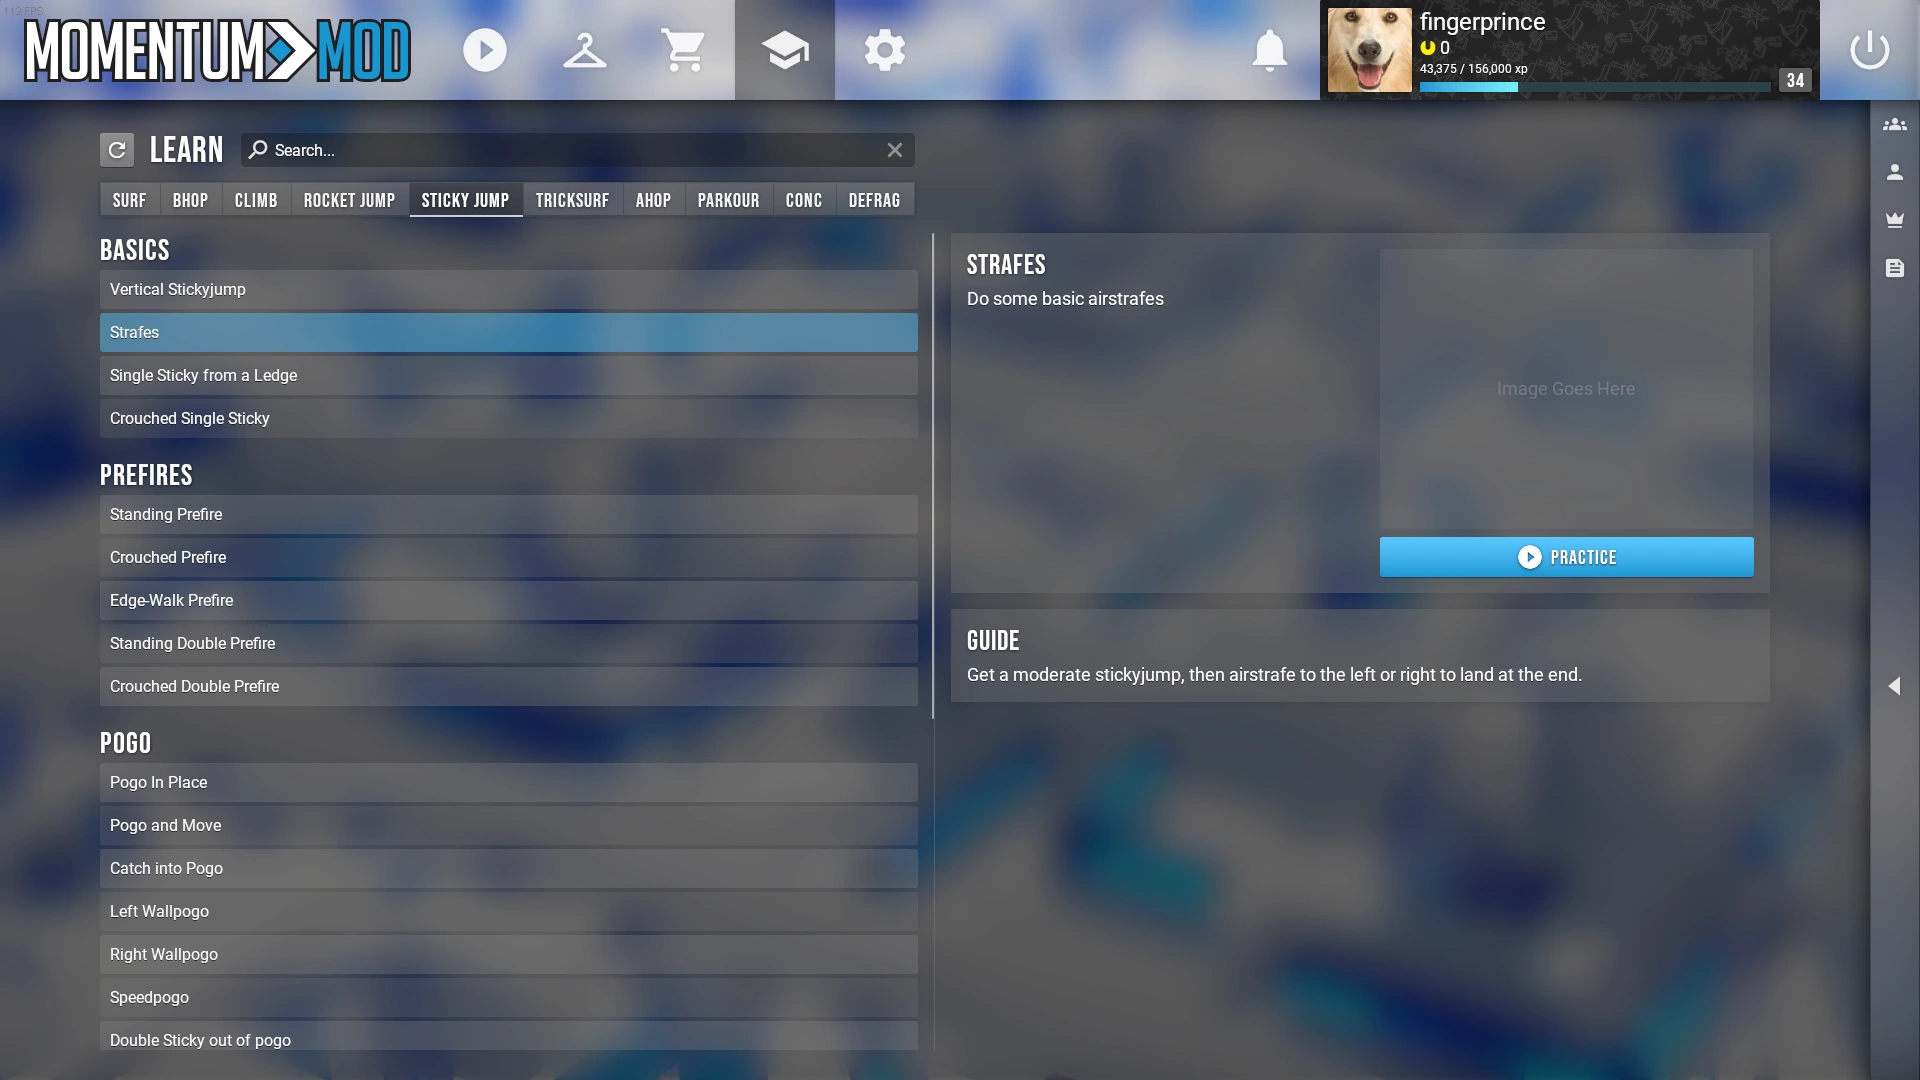 112 FPS
MOMENTUM MOD
fingerprince
0
43,375 / 156,000 xp
34
LEARN
Search...
SURF BHOP CLIMB ROCKET JUMP STICKY JUMP TRICKSURF AHOP PARKOUR CONC DEFRAG
BASICS
Vertical Stickyjump
Strafes
Single Sticky from a Ledge
Crouched Single Sticky
PREFIRES
Standing Prefire
Crouched Prefire
Edge-Walk Prefire
Standing Double Prefire
Crouched Double Prefire
POGO
Pogo In Place
Pogo and Move
Catch into Pogo
Left Wallpogo
Right Wallpogo
Speedpogo
Double Sticky out of pogo
STRAFES
Do some basic airstrafes
Image Goes Here
PRACTICE
GUIDE
Get a moderate stickyjump, then airstrafe to the left or right to land at the end.